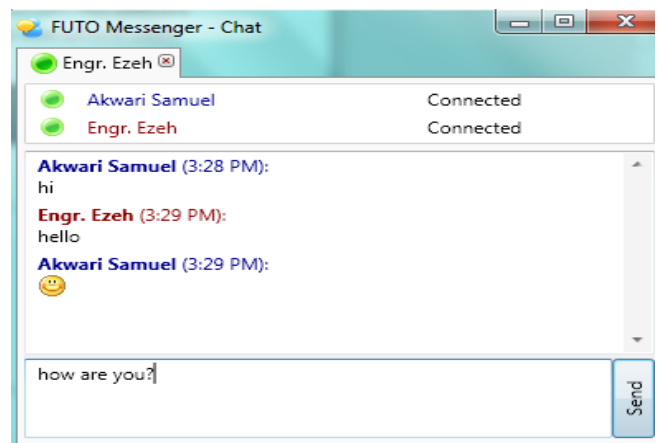 FUTO Messenger - Chat
Engr. Ezeh
Akwari Samuel Connected
Engr. Ezeh Connected
Akwari Samuel (3:28 PM):
hi
Engr. Ezeh (3:29 PM):
hello
Akwari Samuel (3:29 PM):
how are you?
Send